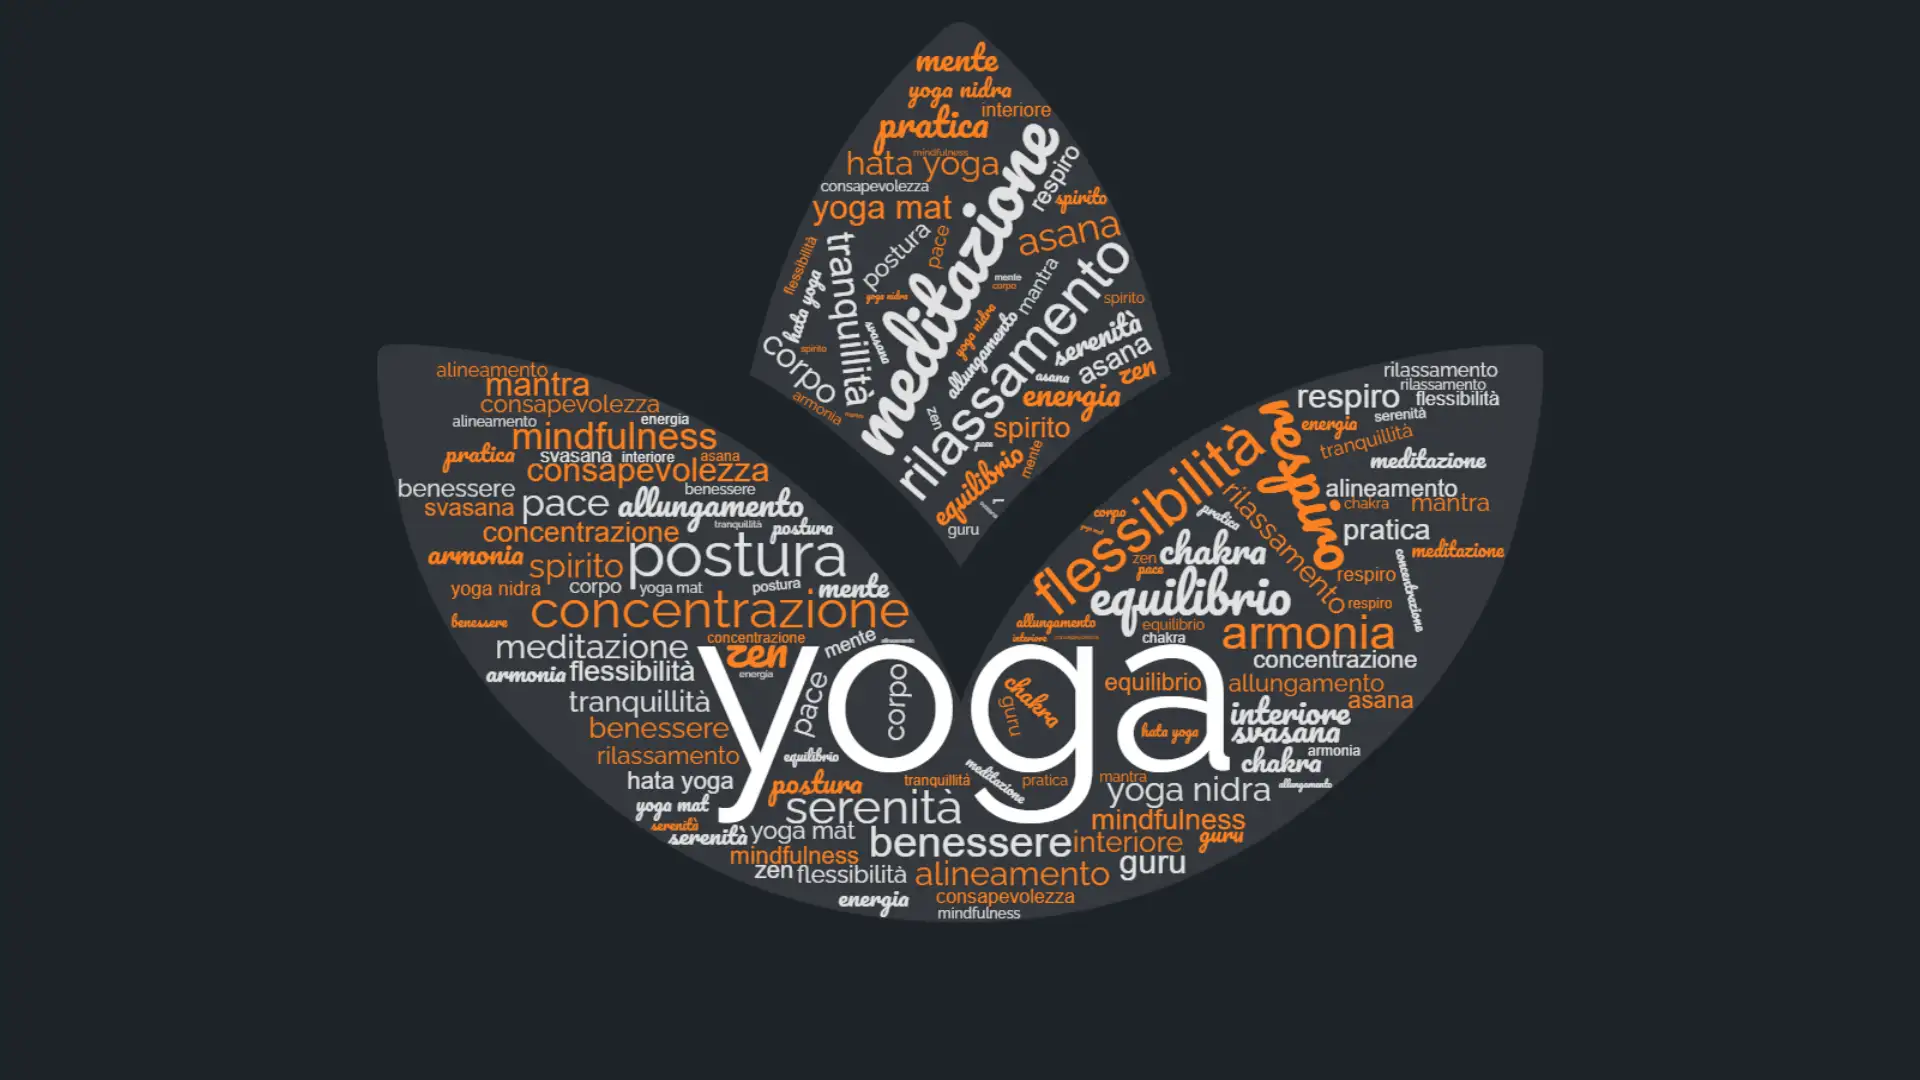 mente
yoga nidra
interiore
pratica
mindfulness
hata yoga
consapevolezza
yoga mat
meditazione
respiro
spirito
asana
tranquillità
postura
pace
flessibilità
hata yoga
mente
corpo
mantra
rilassamento
yoga nidra
svasana
yoga nidra
allungamento
spirito
serenità
asana
corpo
spirito
armonia
asana
zen
energia
zen
spirito
pace
mente
equilibrio
guru
alineamento
mantra
consapevolezza
alineamento
energia
mindfulness
pratica
svasana
interiore
asana
consapevolezza
benessere
benessere
svasana
pace
allungamento
tranquillità
postura
concentrazione
armonia
spirito
postura
yoga nidra
corpo
yoga mat
postura
mente
concentrazione
benessere
meditazione
concentrazione
zen
mente
energia
armonia
flessibilità
tranquillità
pace
corpo
benessere
rilassamento
equilibrio
hata yoga
yoga mat
serenità
serenità
postura
serenità
yoga mat
mindfulness
zen
flessibilità
energia
yoga
rilassamento
rilassamento
respiro
flessibilità
serenità
respiro
energia
tranquillità
flessibilità
meditazione
rilassamento
alineamento
chakra
mantra
corpo
pratica
pratica
meditazione
zen
pace
chakra
concentrazione
respiro
equilibrio
respiro
allungamento
equilibrio
interiore
chakra
armonia
concentrazione
chakra
guru
equilibrio
allungamento
asana
hata yoga
interiore
svasana
armonia
chakra
tranquillità
meditazione
pratica
mantra
yoga nidra
allungamento
mindfulness
benessere
interiore
guru
alineamento
guru
consapevolezza
mindfulness